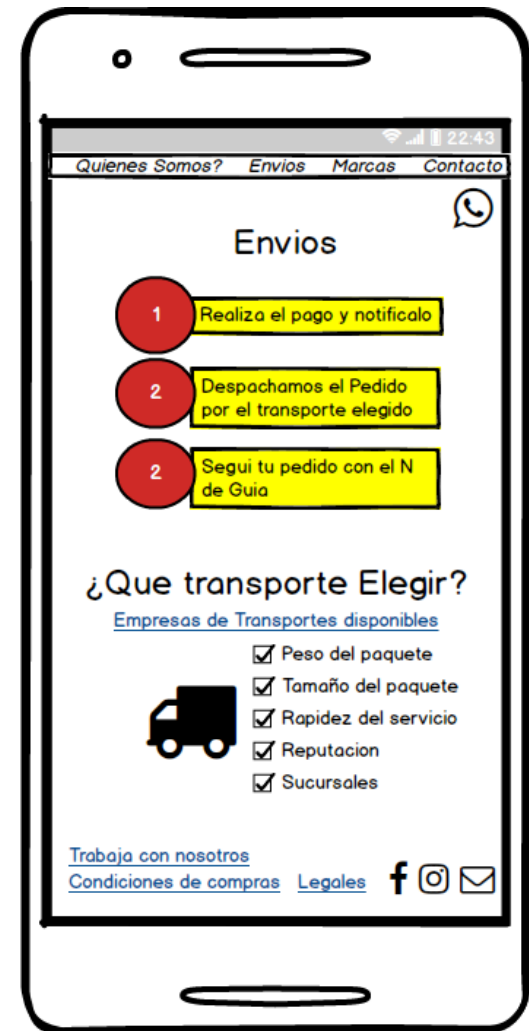 22:43
Quienes Somos? Envios Marcas Contacto
Envios
1
Realiza el pago y notificalo
2
Despachamos el Pedido
por el transporte elegido
2
Segui tu pedido con el N
de Guia
¿Que transporte Elegir?
Empresas de Transportes disponibles
Peso del paquete
Tamaño del paquete
Rapidez del servicio
Reputacion
Sucursales
Trabaja con nosotros
Condiciones de compras Legales